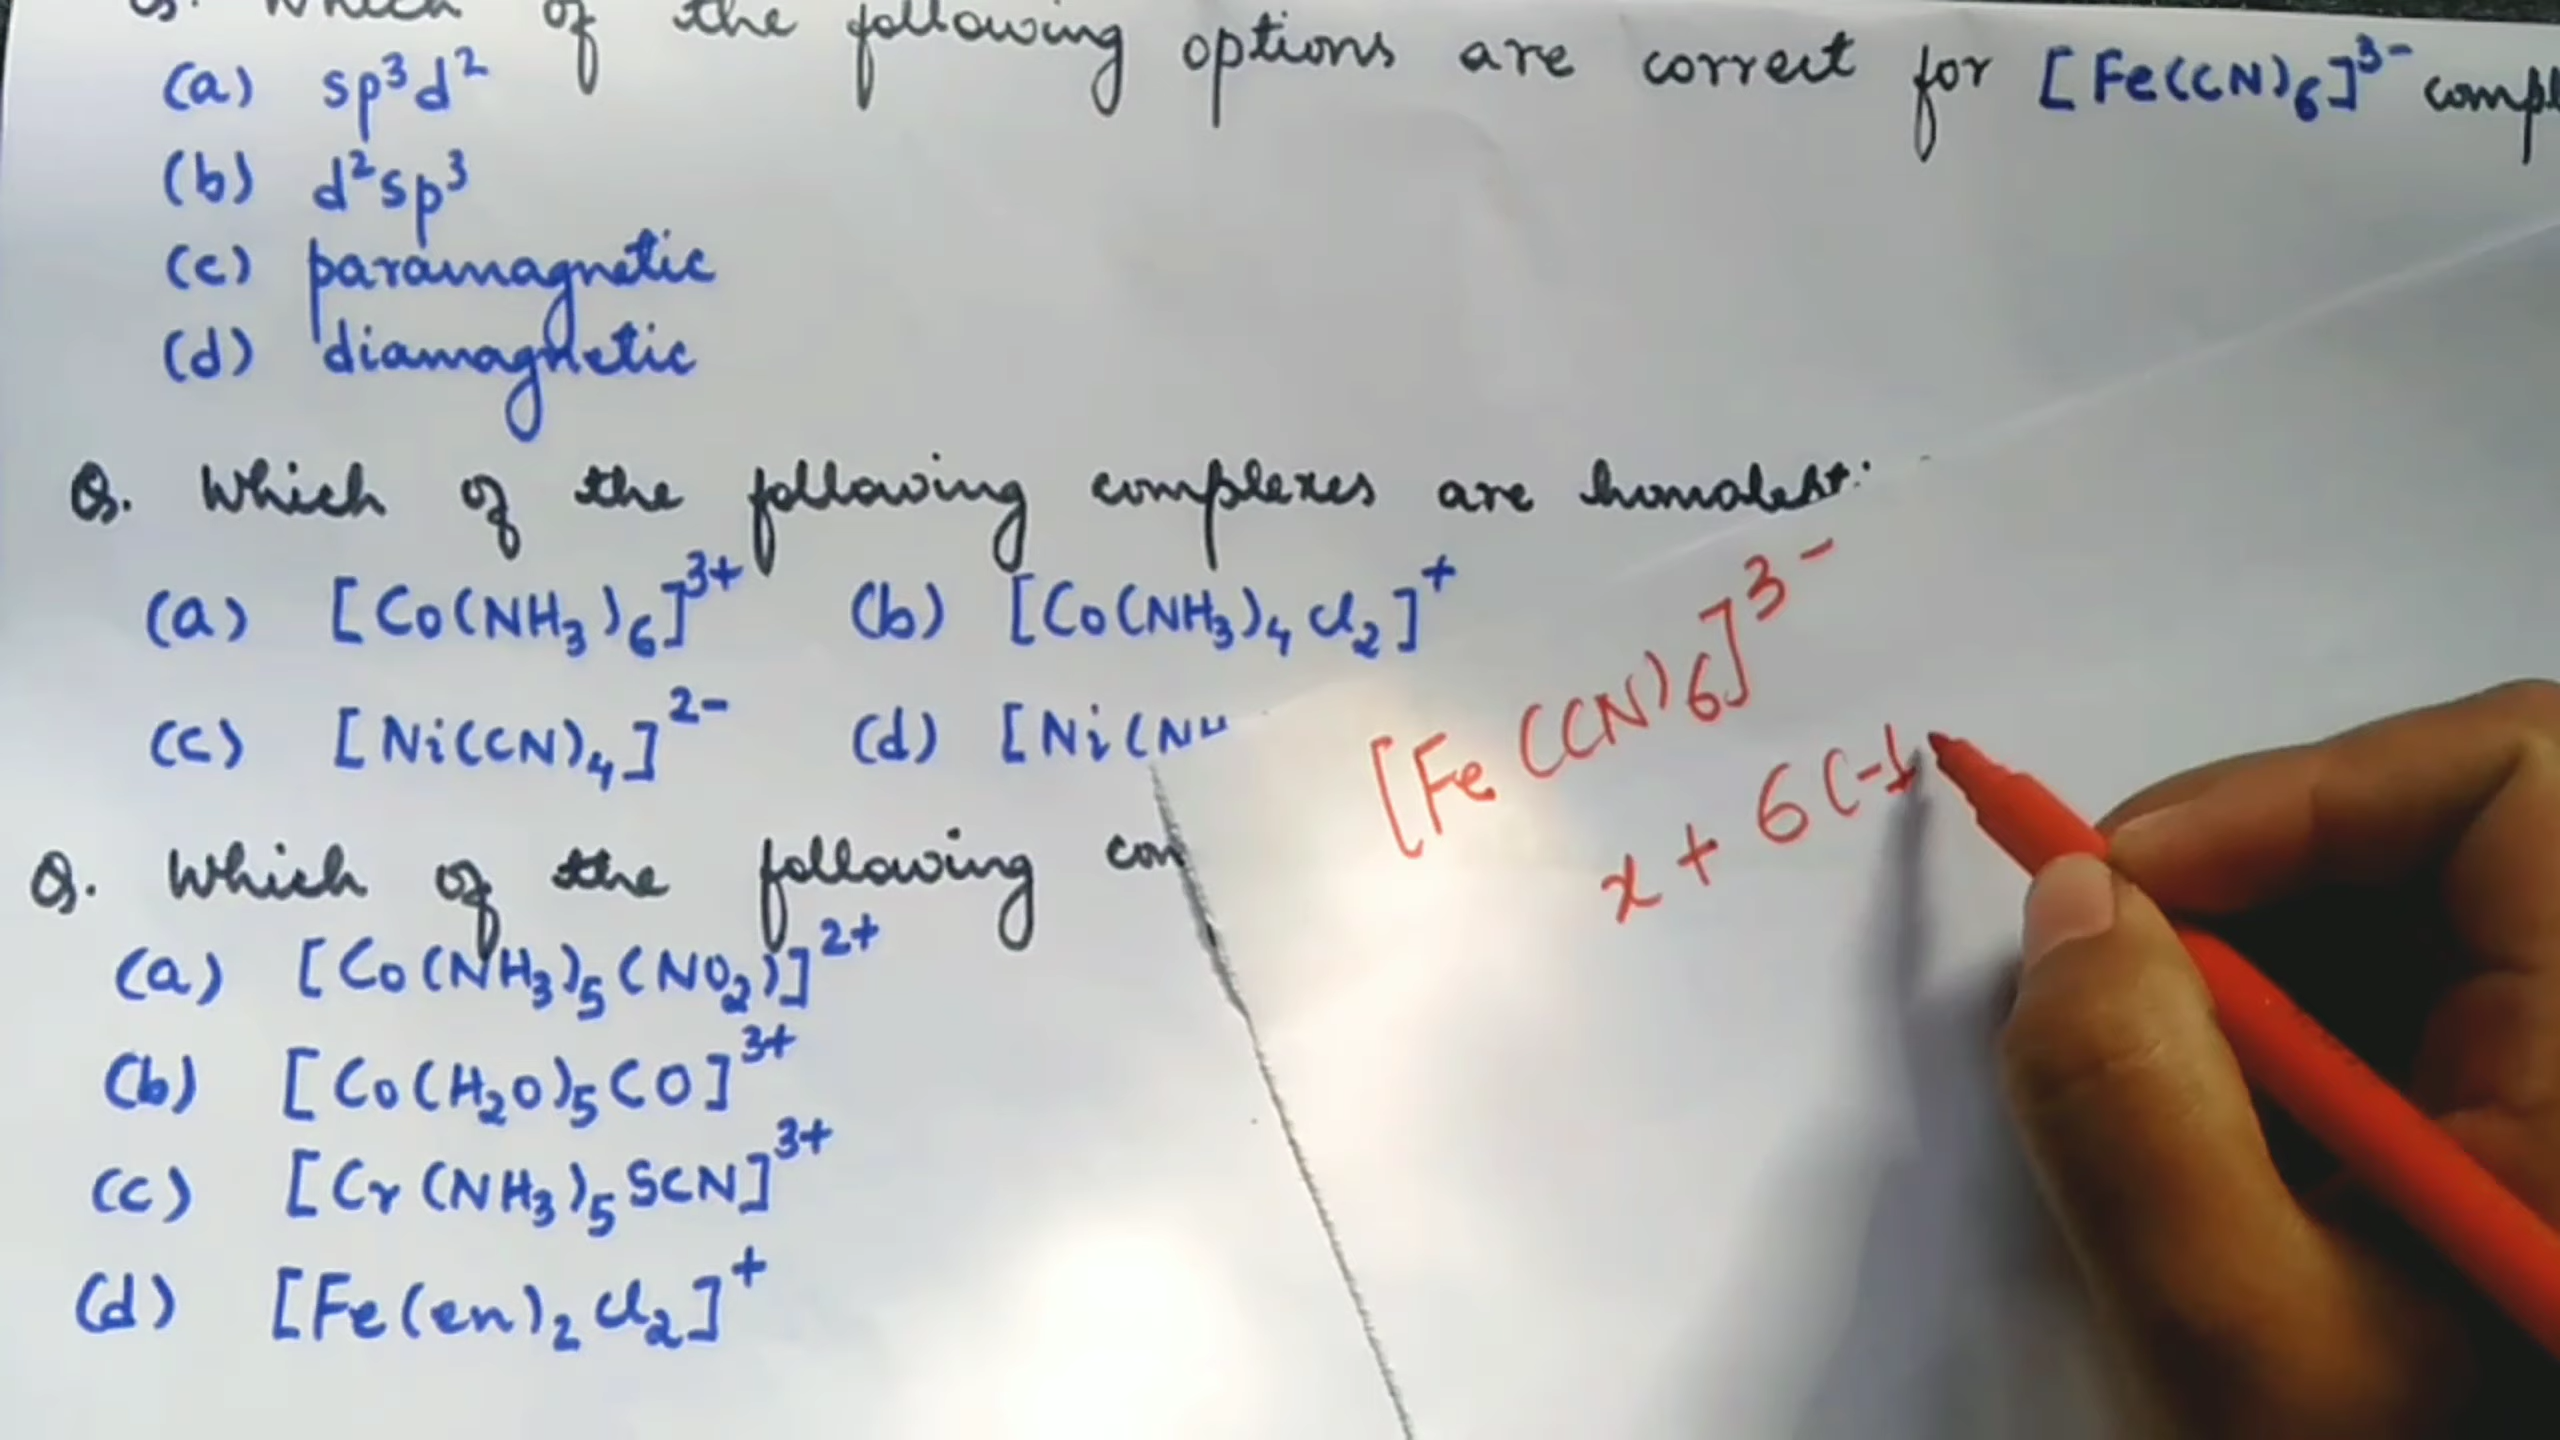 Q. Which of the following options are correct for [Fe(CN)6]³⁻
(a) sp³d²
(b) d²sp³
(c) paramagnetic
(d) diamagnetic
Q. Which of the following complexes are
(a) [Co(NH₃)₆]³⁺ (b) [Co(NH₃)₄Cl₂]⁺
(c) [Ni(CN)₄]²⁻ (d) [Ni(N
[Fe(CN)6]³⁻
x + 6(-1
Q. Which of the following
(a) [Co(NH₃)₅(NO₂)]²⁺
(b) [Co(H₂O)₅CO]³⁺
(c) [Cr(NH₃)₅SCN]³⁺
(d) [Fe(en)₂Cl₂]⁺